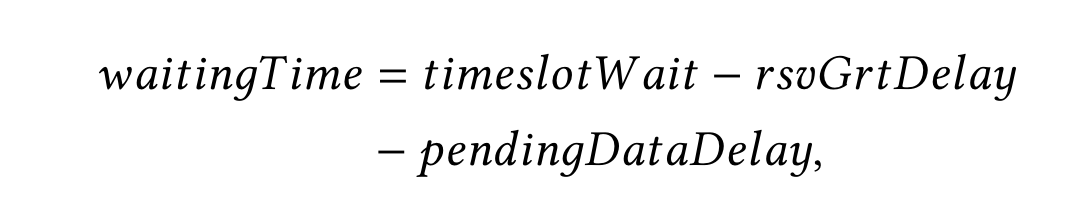 waitingTime = timeslotWait − rsvGrtDelay
− pendingDataDelay,